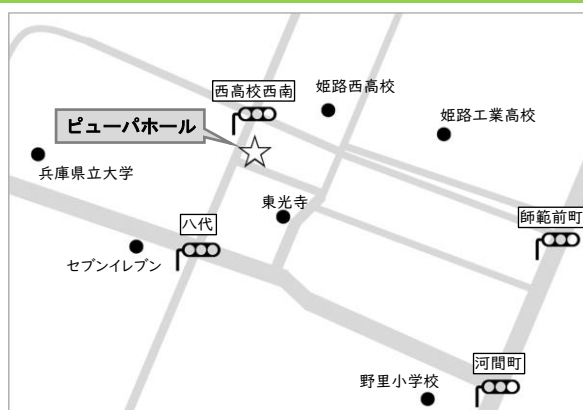 西高校西南
姫路西高校
ピューパホール
姫路工業高校
兵庫県立大学
東光寺
八代
師範前町
セブンイレブン
河間町
野里小学校